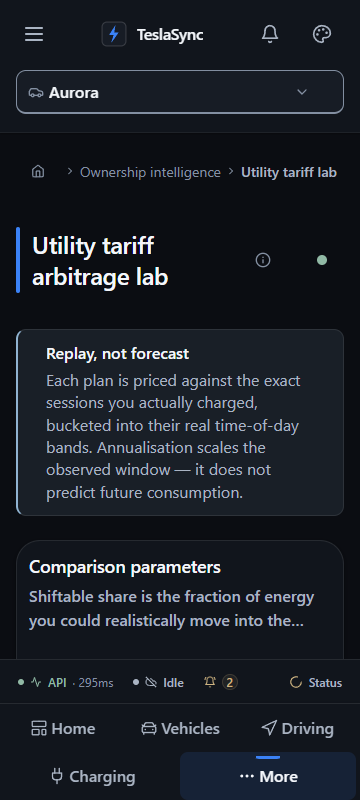 TeslaSync
Aurora
Ownership intelligence Utility tariff lab
Utility tariff
arbitrage lab
Replay, not forecast
Each plan is priced against the exact
sessions you actually charged,
bucketed into their real time-of-day
bands. Annualisation scales the
observed window — it does not
predict future consumption.
Comparison parameters
Shiftable share is the fraction of energy
you could realistically move into the...
API · 295ms Idle 2 Status
Home Vehicles Driving
Charging More